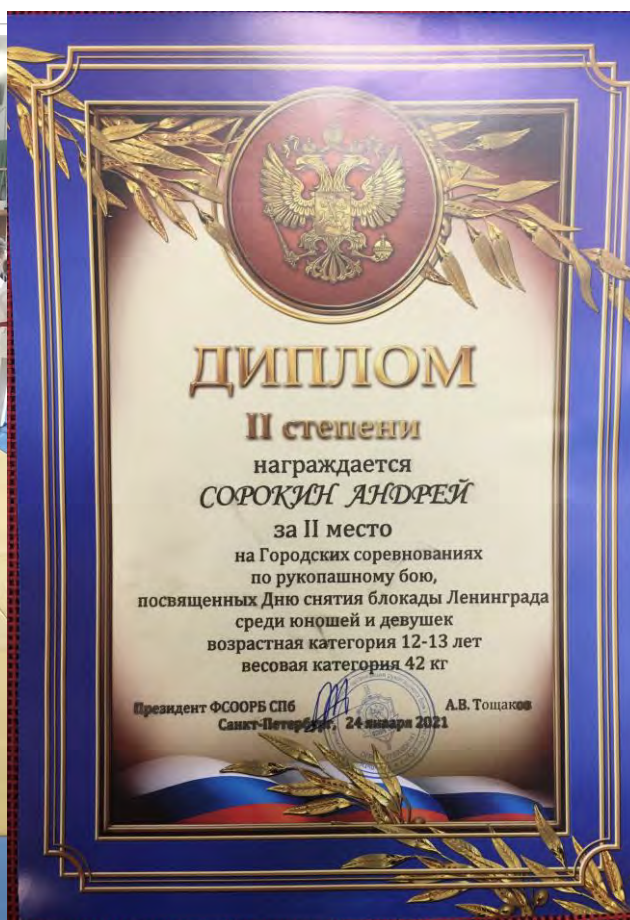 ДИПЛОМ
II степени
награждается
СОРОКИН АНДРЕЙ
за II место
на Городских соревнованиях
по рукопашному бою,
посвященных Дню снятия блокады Ленинграда
среди юношей и девушек
возрастная категория 12-13 лет
весовая категория 42 кг
Президент ФСООРБ СПб А.В. Тощаков
Санкт-Петербург, 24 января 2021